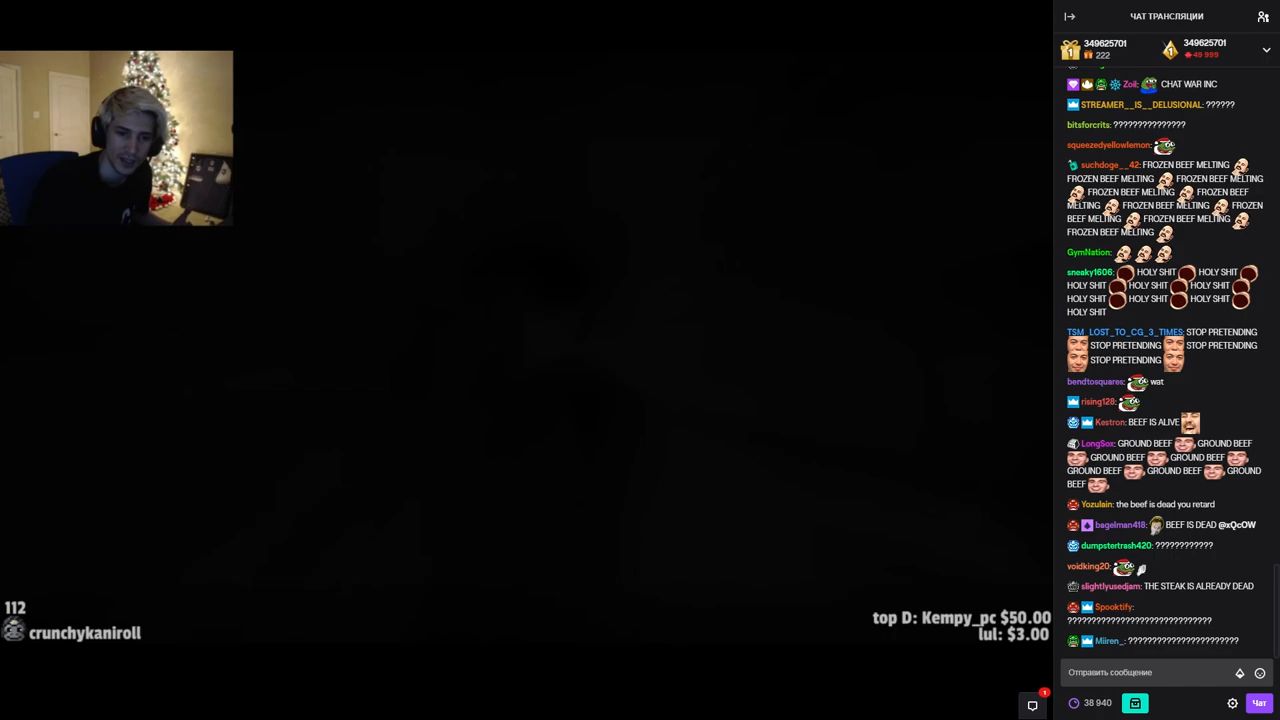 ЧАТ ТРАНСЛЯЦИИ
349625701
222
349625701
49 999
Zoil: CHAT WAR INC
STREAMER__IS__DELUSIONAL: ??????
bitsforcrits: ???????????????
squeezedyellowlemon:
suchdoge__42: FROZEN BEEF MELTING
FROZEN BEEF MELTING FROZEN BEEF
MELTING FROZEN BEEF MELTING FROZEN BEEF
MELTING FROZEN BEEF MELTING FROZEN
BEEF MELTING FROZEN BEEF MELTING
FROZEN BEEF MELTING
GymNation:
sneaky1606: HOLY SHIT HOLY SHIT
HOLY SHIT HOLY SHIT HOLY SHIT
HOLY SHIT HOLY SHIT HOLY SHIT
HOLY SHIT
TSM_LOST_TO_CG_3_TIMES: STOP PRETENDING
STOP PRETENDING STOP PRETENDING
STOP PRETENDING
bendtosquares: wat
rising128:
Kestron: BEEF IS ALIVE
LongSox: GROUND BEEF GROUND BEEF
GROUND BEEF GROUND BEEF
GROUND BEEF GROUND BEEF GROUND
BEEF
Yozulain: the beef is dead you retard
bagelman418: BEEF IS DEAD @xQcOW
dumpstertrash420: ????????????
voidking20:
slightlyusedjam: THE STEAK IS ALREADY DEAD
Spooktify:
??????????????????????????????
Miiren_: ???????????????????????
Отправить сообщение
38 940
Чат
1
112
crunchykaniroll
top D: Kempy_pc $50.00
lul: $3.00